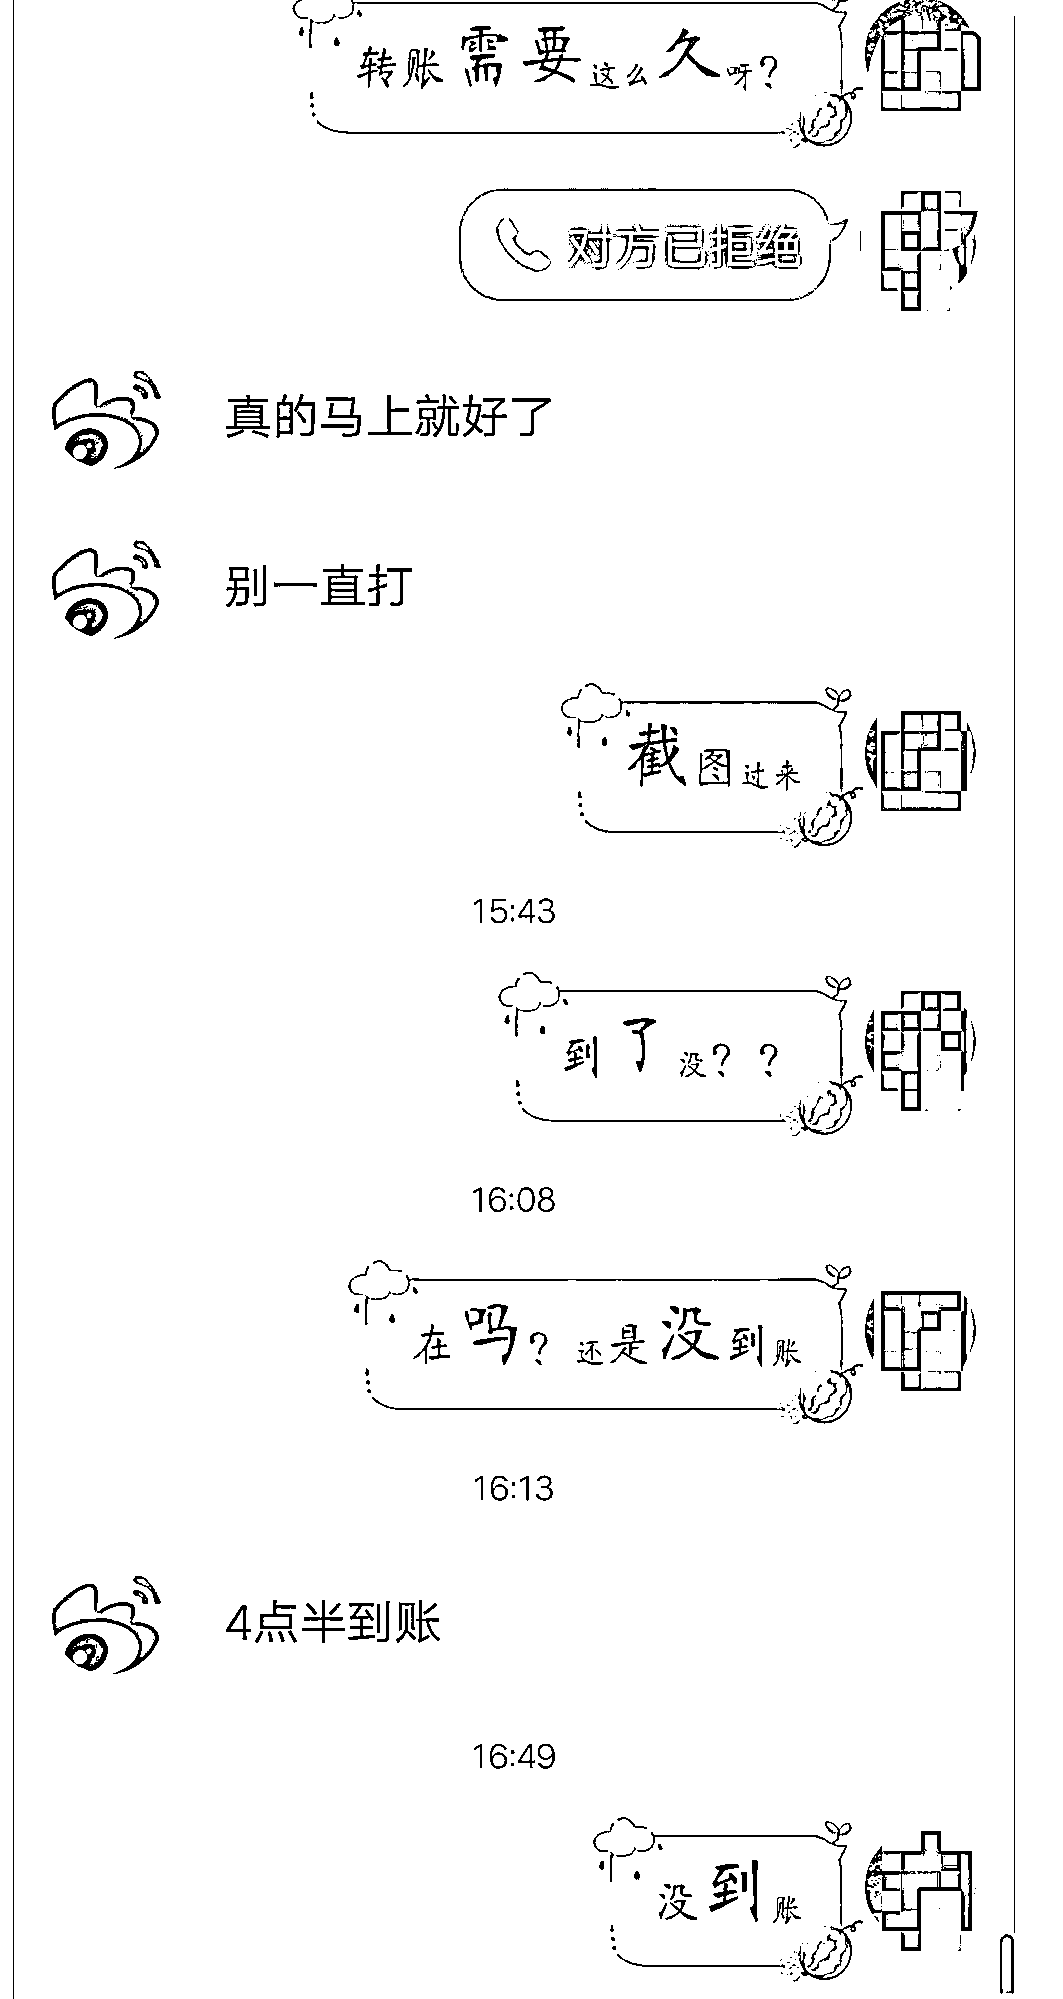 转账需要这么久呀？
对方已拒绝
真的马上就好了
别一直打
截图过来
15:43
到了没？？
16:08
在吗？还是没到账
16:13
4点半到账
16:49
没到账